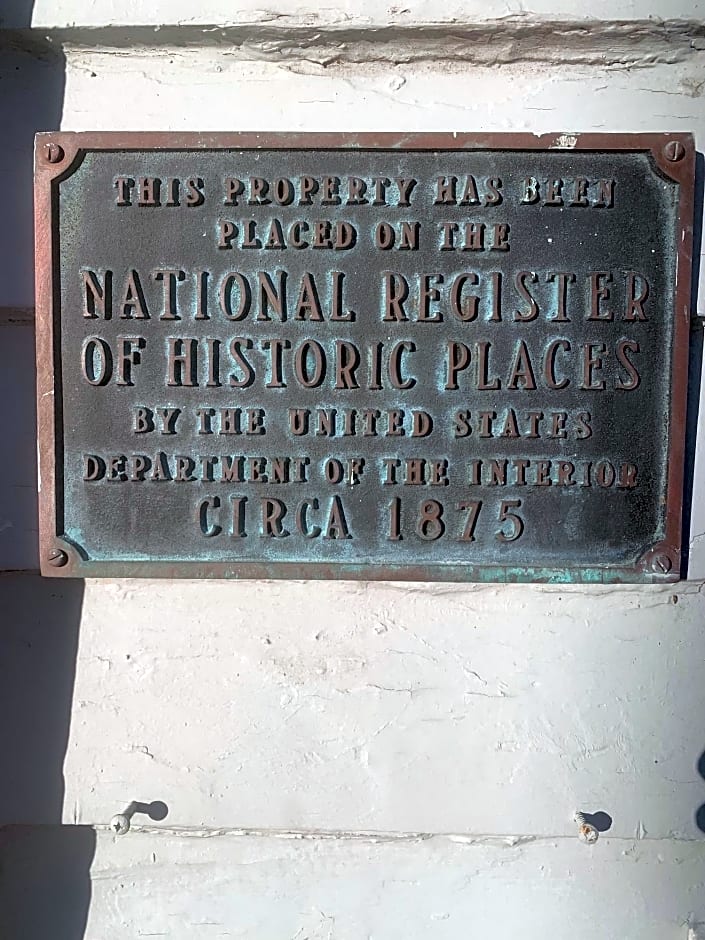 THIS PROPERTY HAS BEEN
PLACED ON THE
NATIONAL REGISTER
OF HISTORIC PLACES
BY THE UNITED STATES
DEPARTMENT OF THE INTERIOR
CIRCA 1875